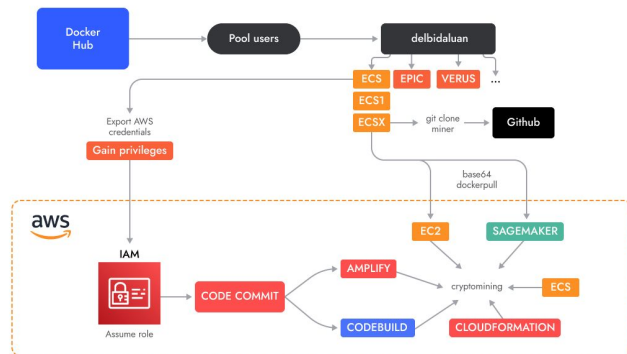 Docker
Hub
Pool users
delbidaluan
ECS
EPIC
VERUS
...
ECS1
ECSX
git clone
miner
Github
Export AWS
credentials
Gain privileges
base64
dockerpull
aws
EC2
SAGEMAKER
IAM
AMPLIFY
CODE COMMIT
cryptomining
ECS
CODEBUILD
CLOUDFORMATION
Assume role